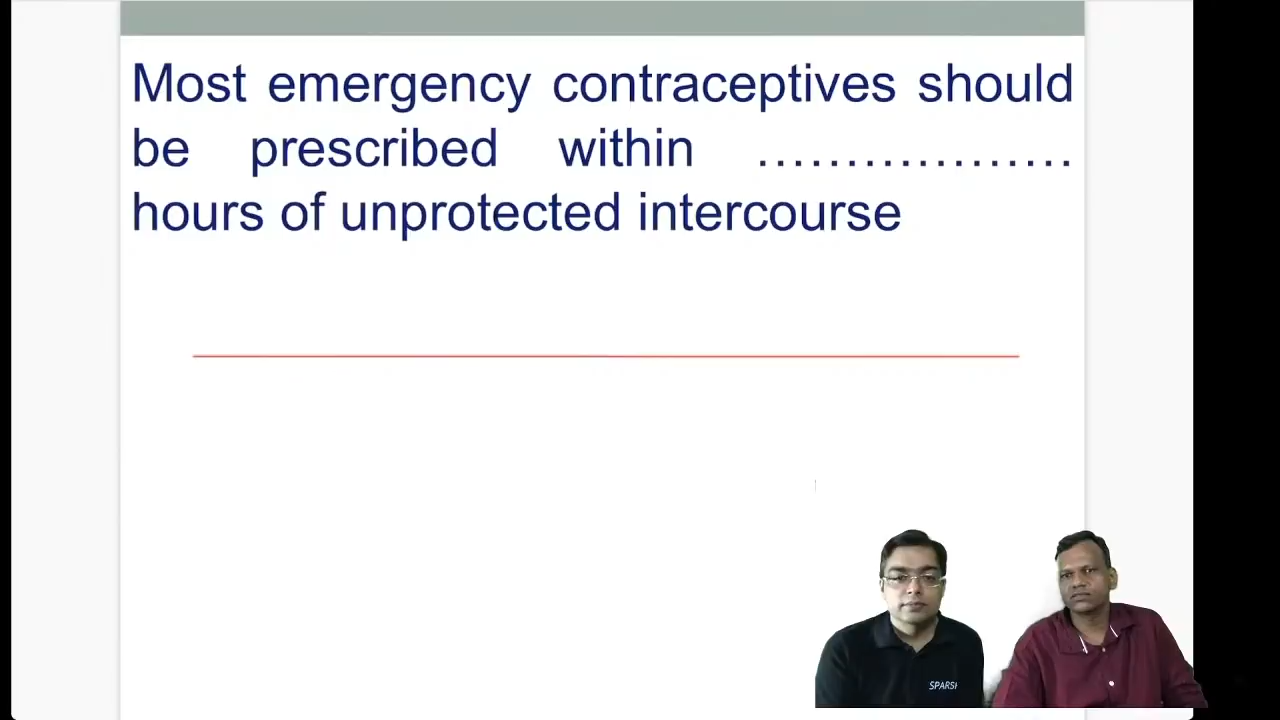 Most emergency contraceptives should
be prescribed within ..................
hours of unprotected intercourse
SPARSH